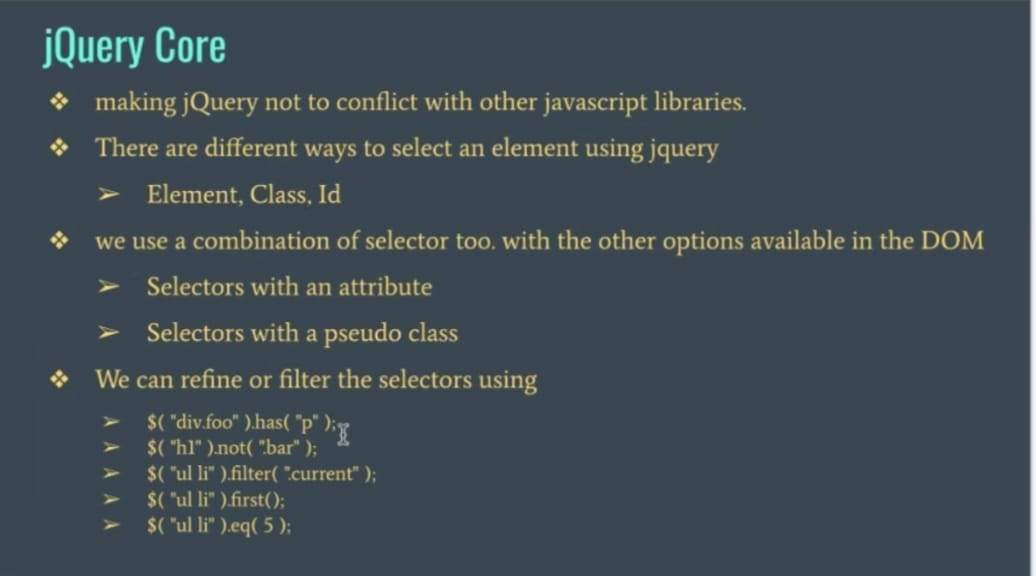 jQuery Core
❖ making jQuery not to conflict with other javascript libraries.
❖ There are different ways to select an element using jquery
➢ Element, Class, Id
❖ we use a combination of selector too. with the other options available in the DOM
➢ Selectors with an attribute
➢ Selectors with a pseudo class
❖ We can refine or filter the selectors using
➢ $( "div.foo" ).has( "p" );
➢ $( "h1" ).not( ".bar" );
➢ $( "ul li" ).filter( ".current" );
➢ $( "ul li" ).first();
➢ $( "ul li" ).eq( 5 );